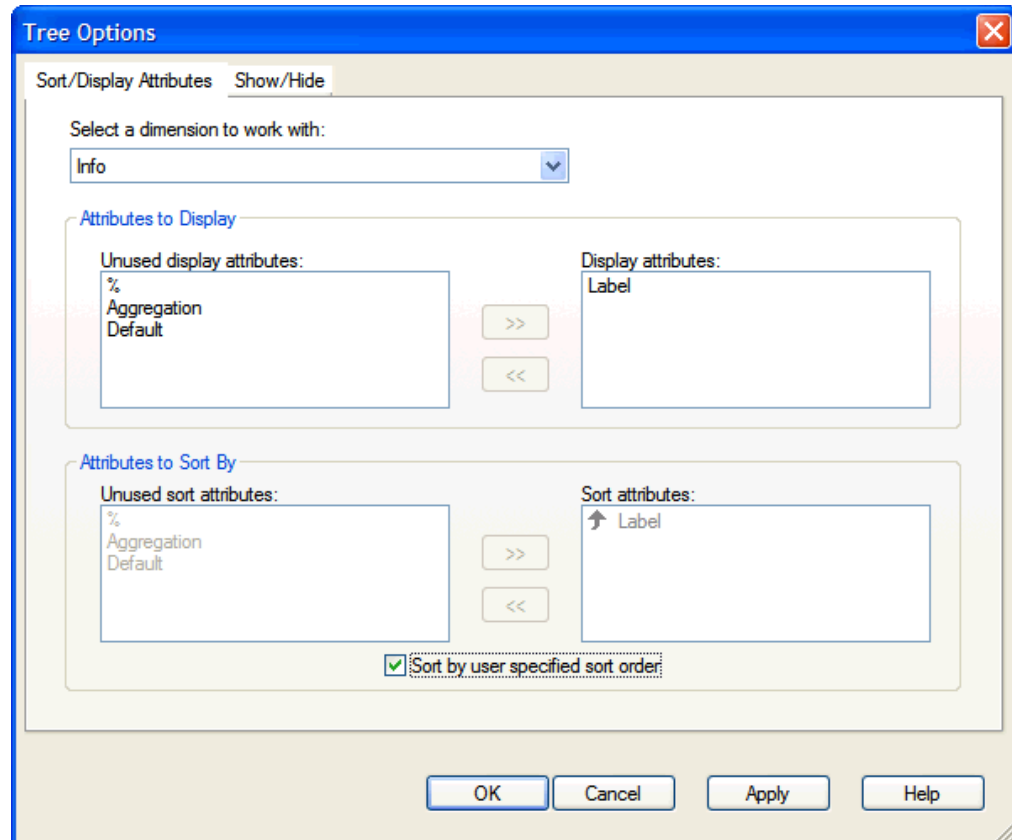 Tree Options
Sort/Display Attributes Show/Hide
Select a dimension to work with:
Info
Attributes to Display
Unused display attributes:
%
Aggregation
Default
>>
<<
Display attributes:
Label
Attributes to Sort By
Unused sort attributes:
%
Aggregation
Default
>>
<<
Sort attributes:
Label
Sort by user specified sort order
OK Cancel Apply Help